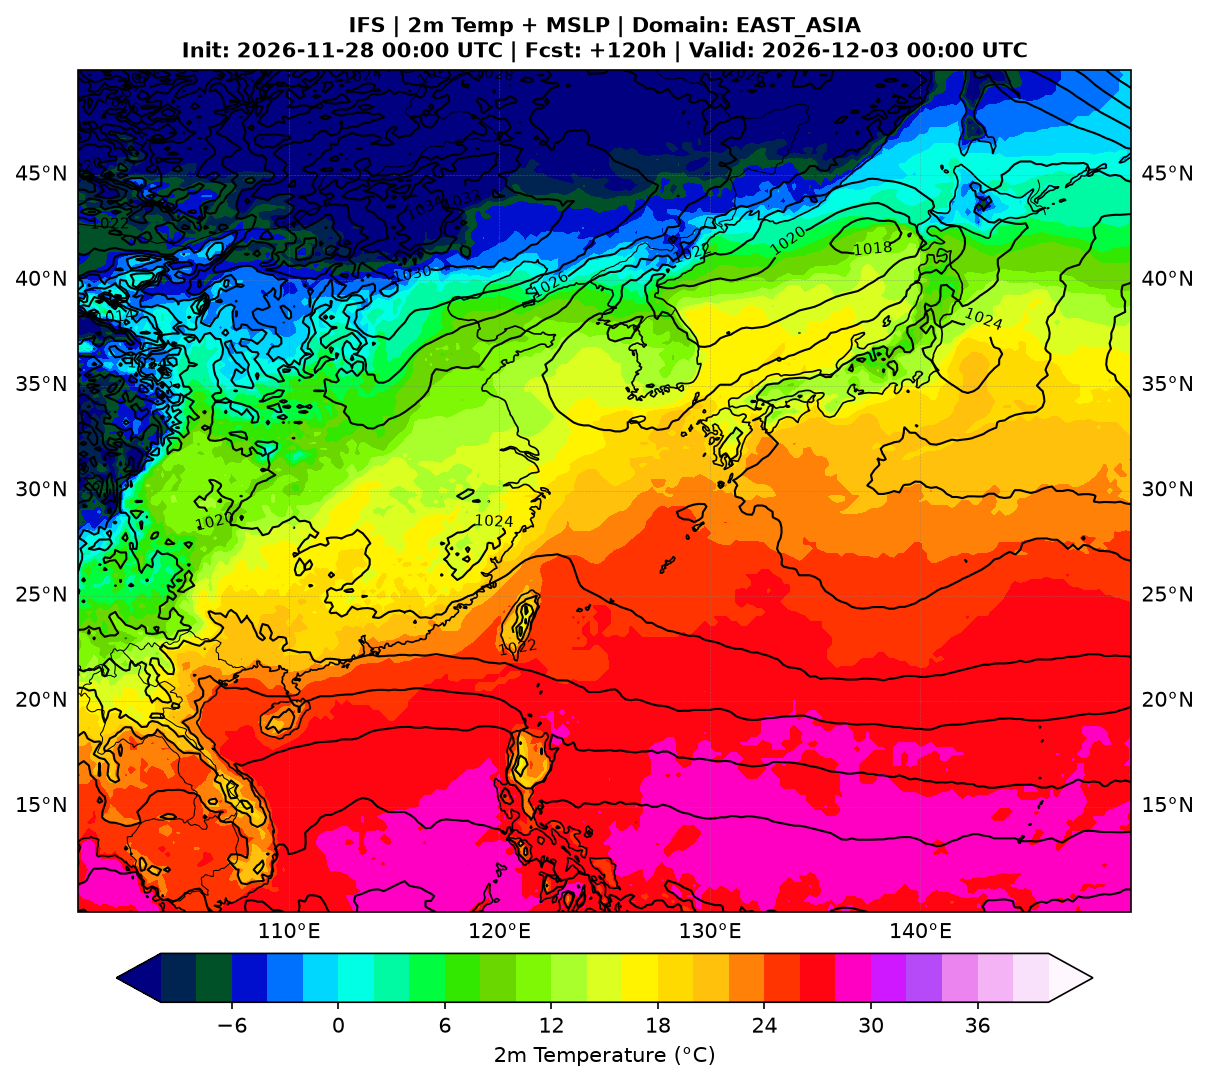 IFS | 2m Temp + MSLP | Domain: EAST_ASIA
Init: 2026-11-28 00:00 UTC | Fcst: +120h | Valid: 2026-12-03 00:00 UTC
45°N 45°N
1030
1022
1020
1018
40°N 1030 1026 40°N
1024
35°N 35°N
30°N 30°N
1020 1024
25°N 25°N
1022
20°N 20°N
15°N 15°N
110°E 120°E 130°E 140°E
−6 0 6 12 18 24 30 36
2m Temperature (°C)